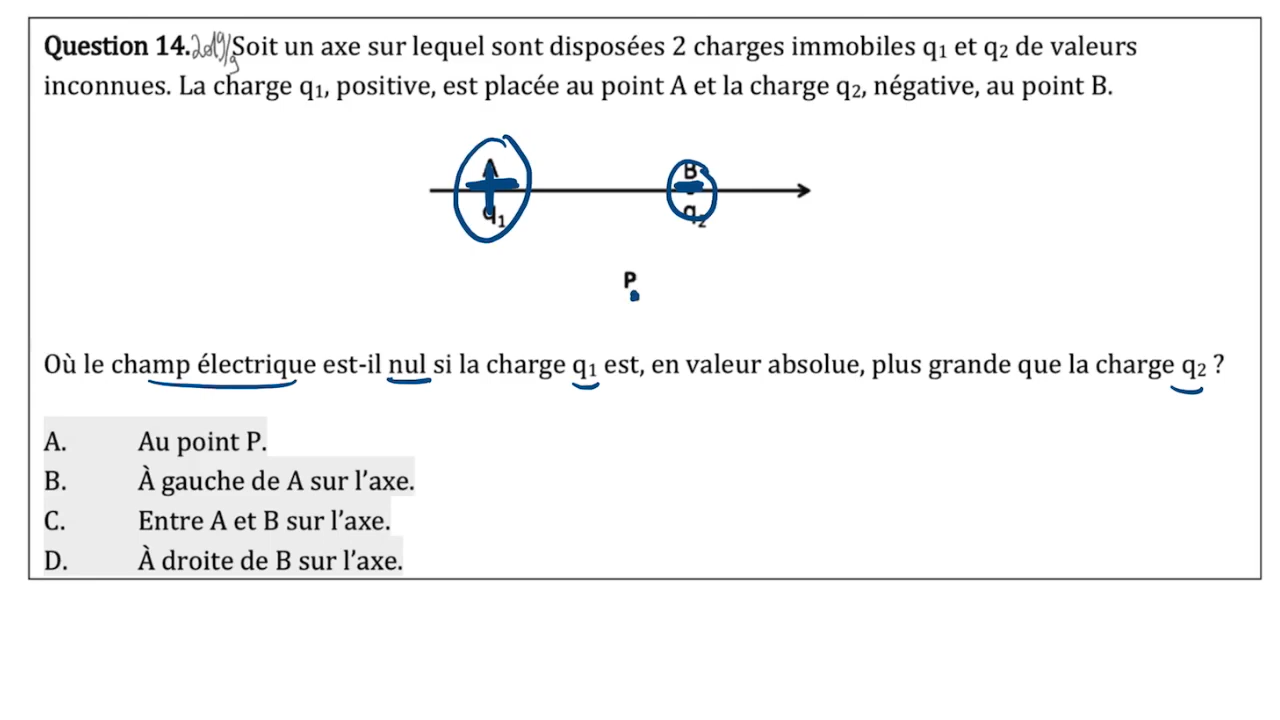 Question 14. 2019/9 Soit un axe sur lequel sont disposées 2 charges immobiles q₁ et q₂ de valeurs
inconnues. La charge q₁, positive, est placée au point A et la charge q₂, négative, au point B.
A B
q₁ q₂
P
Où le champ électrique est-il nul si la charge q₁ est, en valeur absolue, plus grande que la charge q₂ ?
A. Au point P.
B. À gauche de A sur l'axe.
C. Entre A et B sur l'axe.
D. À droite de B sur l'axe.